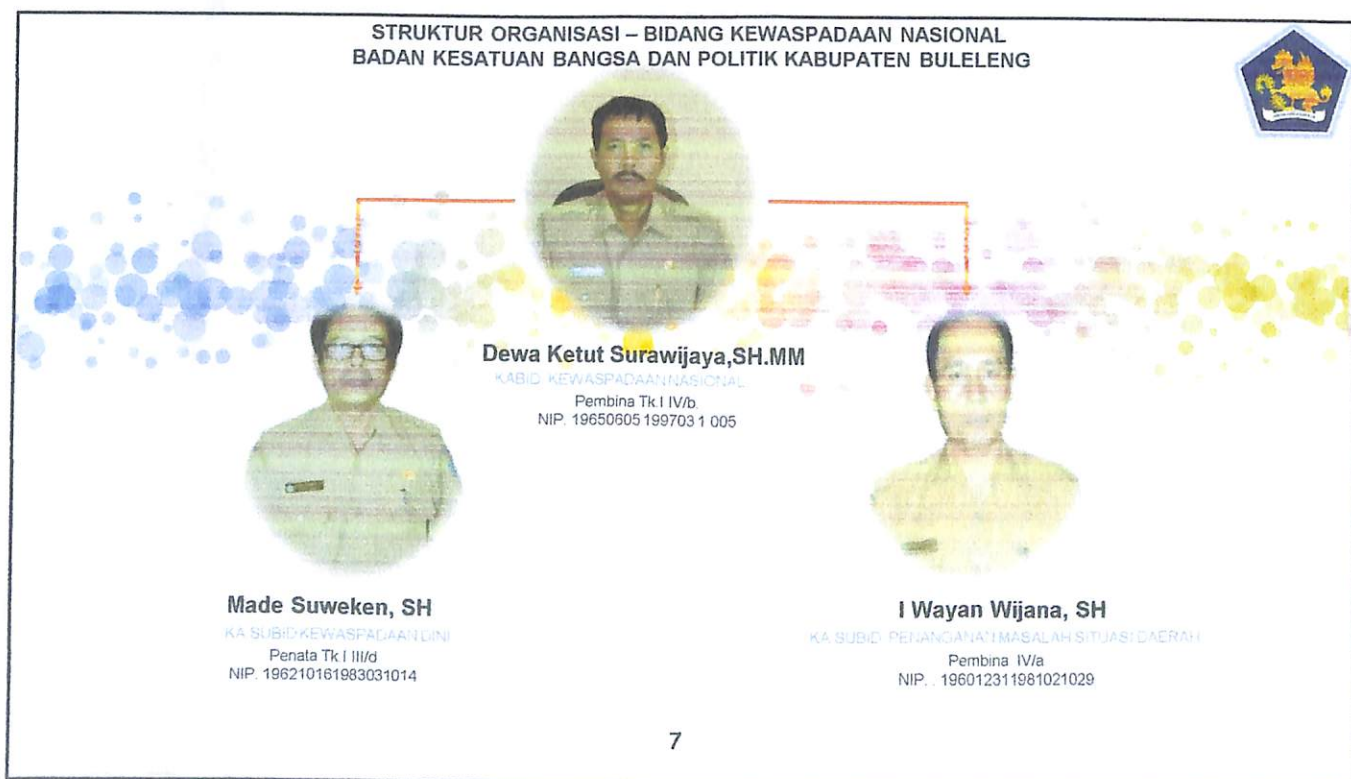 STRUKTUR ORGANISASI – BIDANG KEWASPADAAN NASIONAL
BADAN KESATUAN BANGSA DAN POLITIK KABUPATEN BULELENG
Dewa Ketut Surawijaya,SH.MM
KABID. KEWASPADAAN NASIONAL
Pembina Tk.I IV/b.
NIP. 19650605 199703 1 005
Made Suweken, SH
KA SUBID KEWASPADAAN DINI
Penata Tk I III/d
NIP. 196210161983031014
I Wayan Wijana, SH
KA SUBID. PENANGANAN MASALAH SITUASI DAERAH
Pembina IV/a
NIP. . 196012311981021029
7